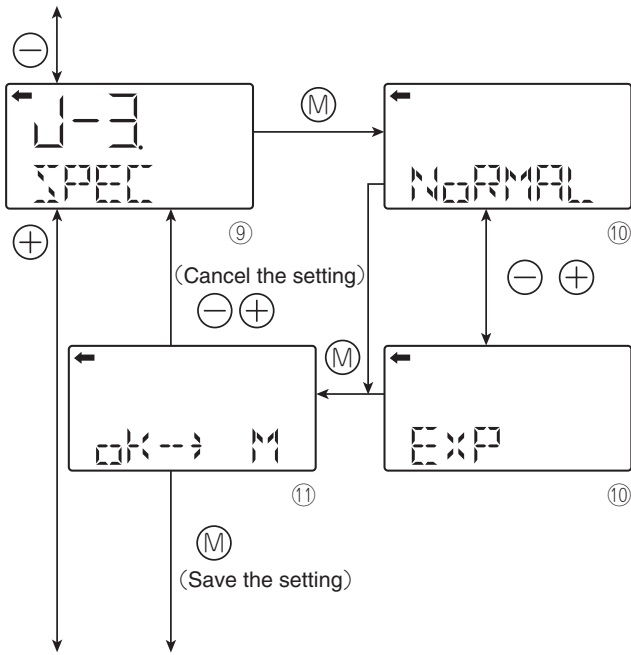 J-3.
SPEC
⑨
Ⓜ
NoRMAL
⑩
(Cancel the setting)
Ⓜ
oK--→ M
⑪
EXP
⑩
Ⓜ
(Save the setting)